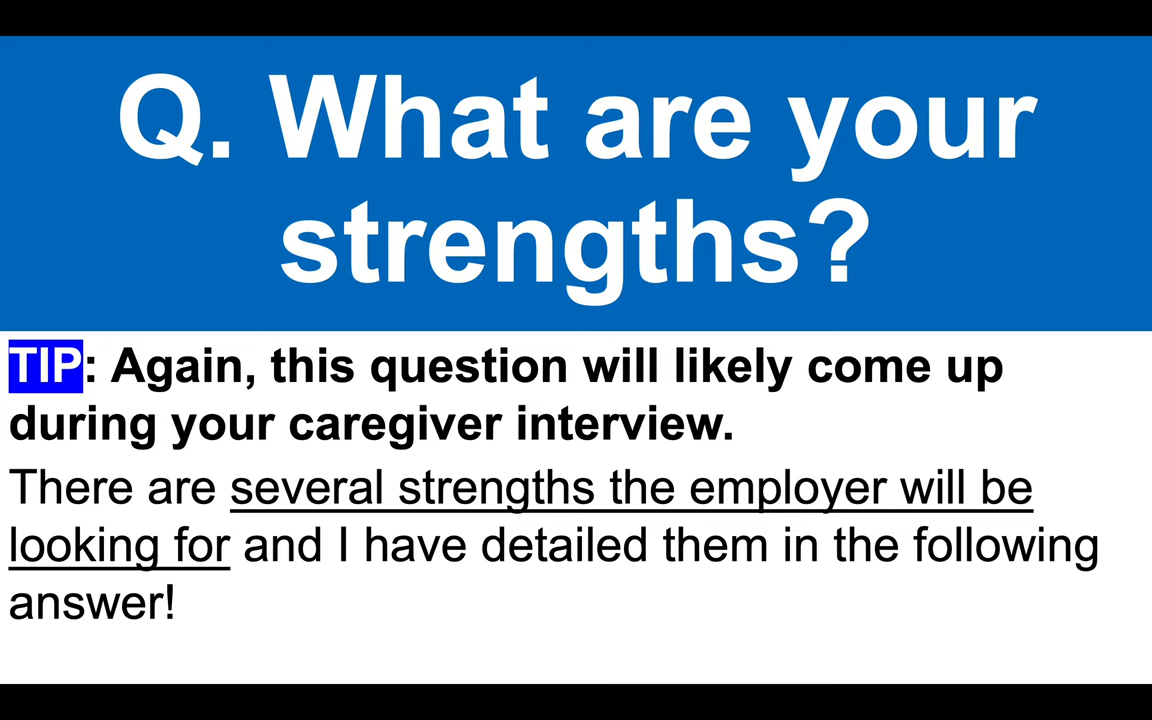 Q. What are your
strengths?
TIP: Again, this question will likely come up
during your caregiver interview.
There are several strengths the employer will be
looking for and I have detailed them in the following
answer!